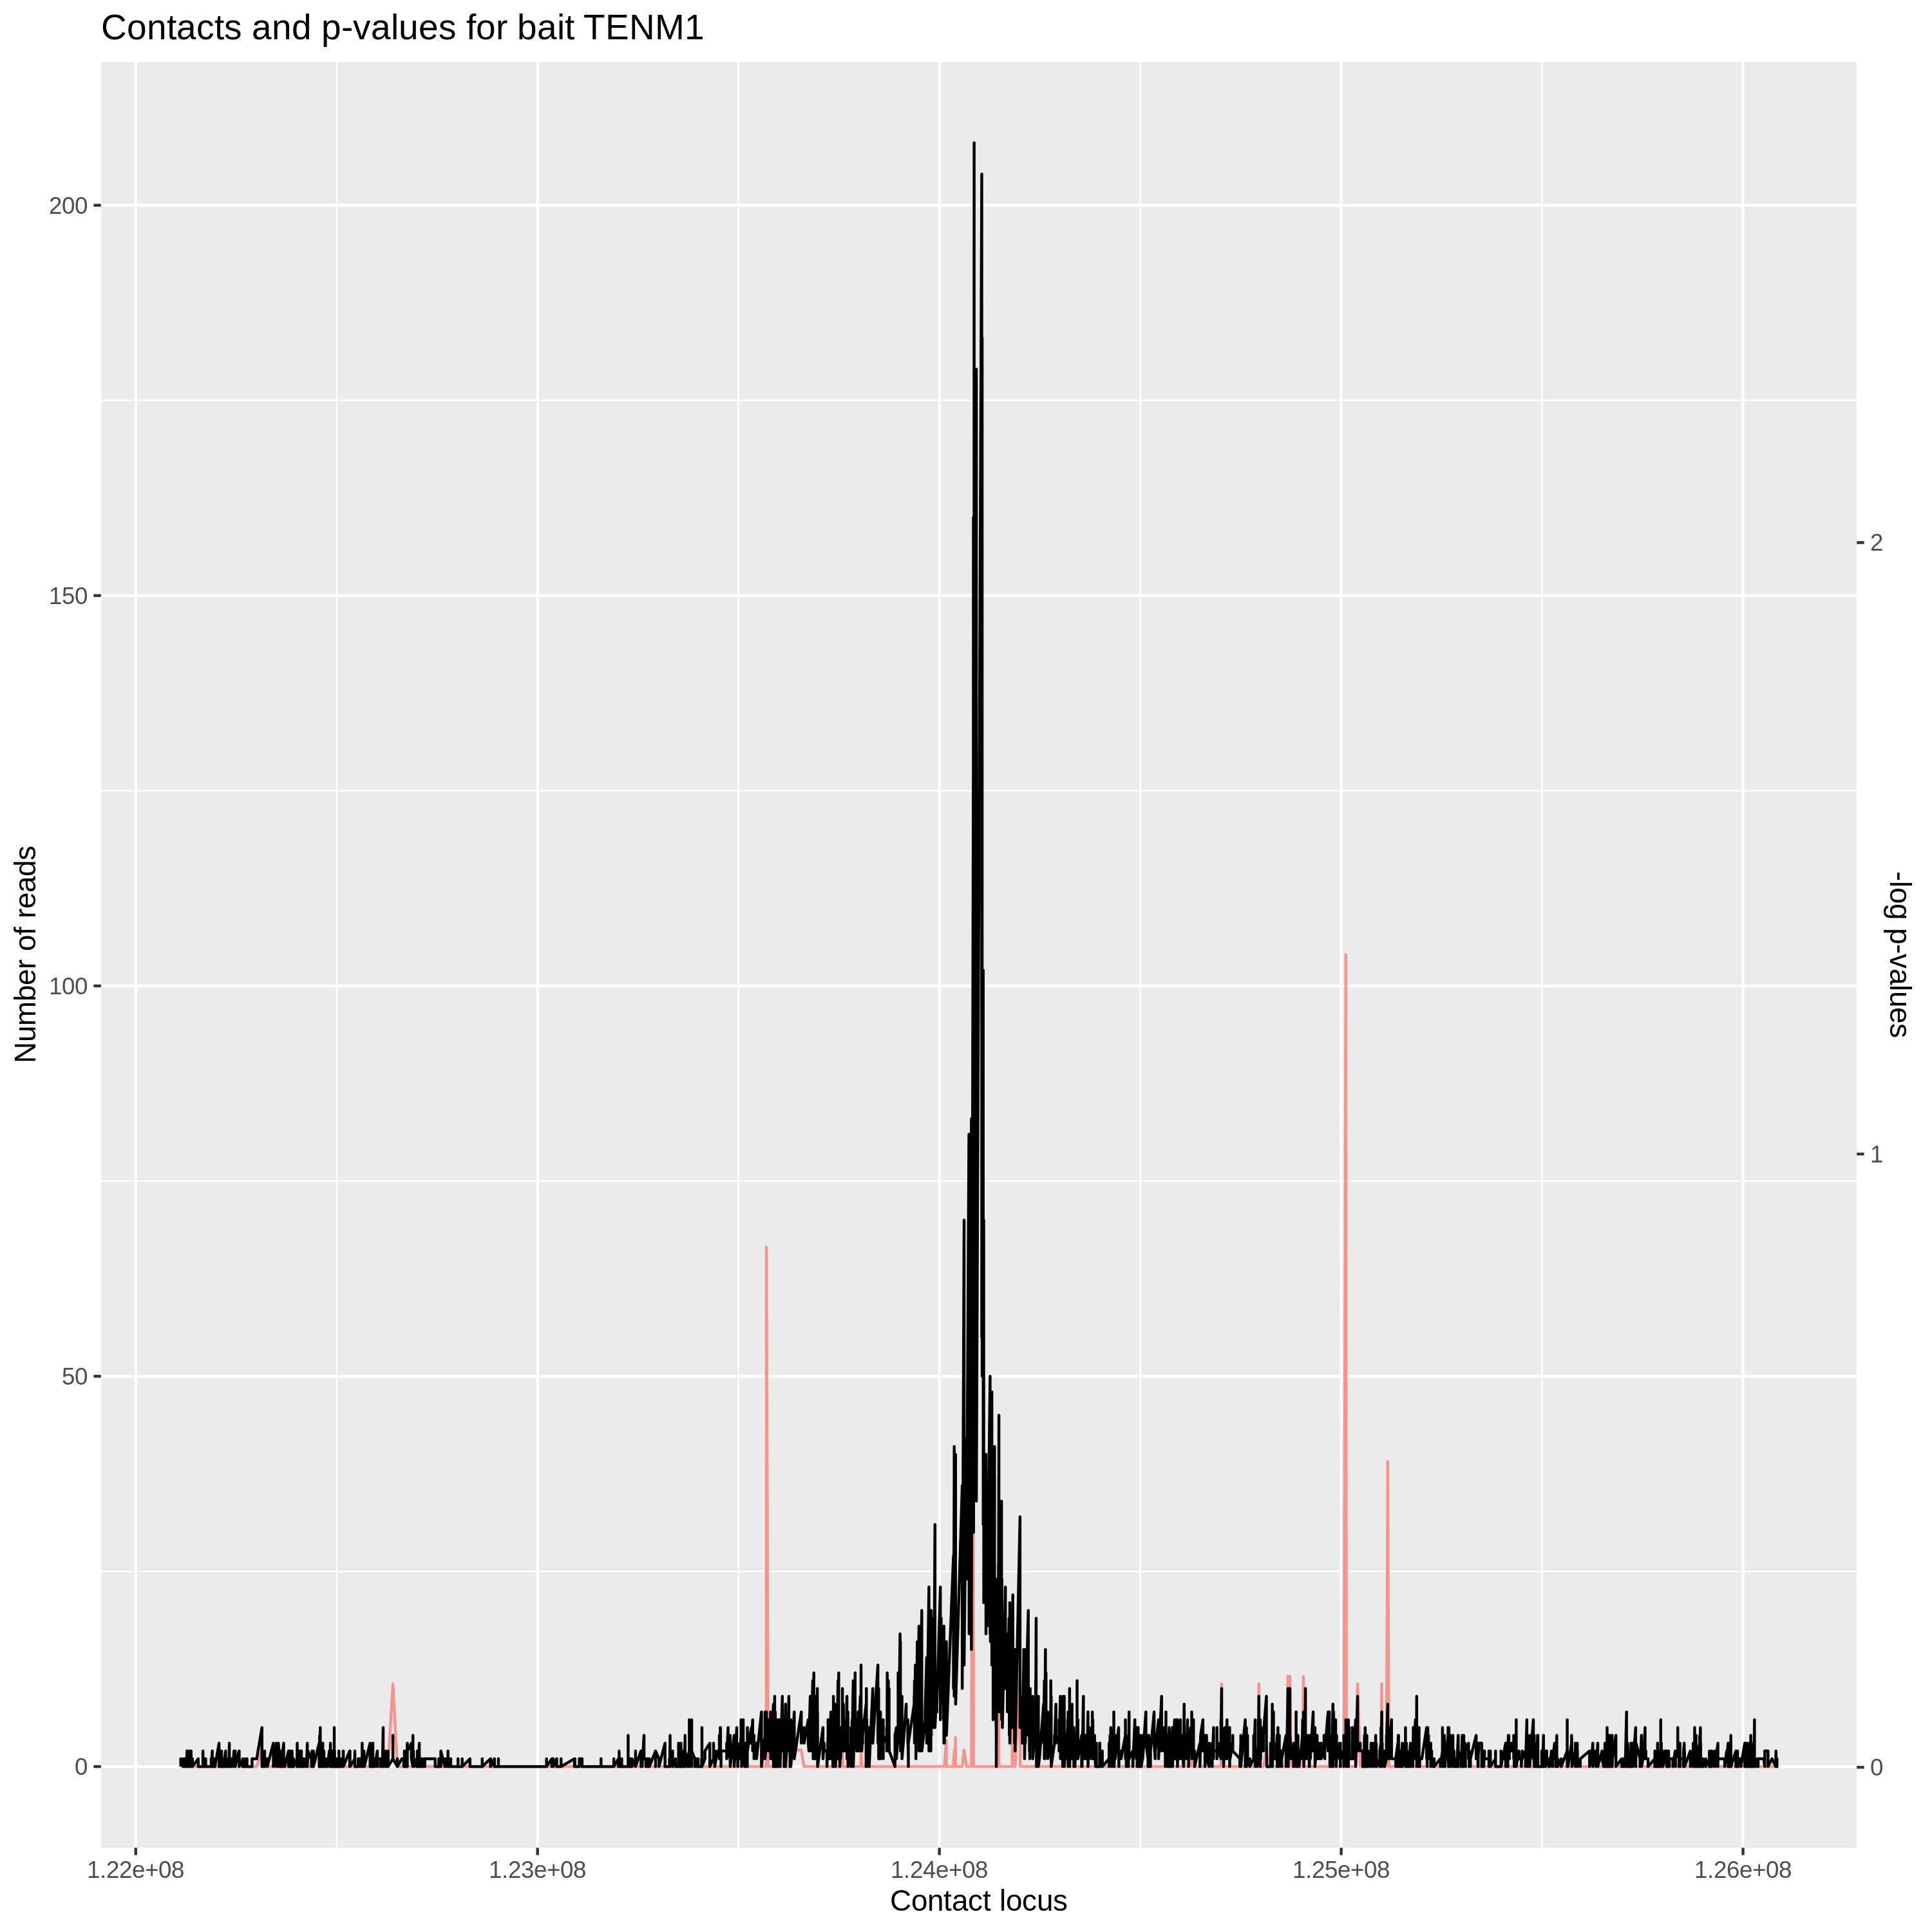 Contacts and p-values for bait TENM1
Number of reads
200
150
100
50
0
2
1
0
-log p-values
1.22e+08
1.23e+08
1.24e+08
1.25e+08
1.26e+08
Contact locus